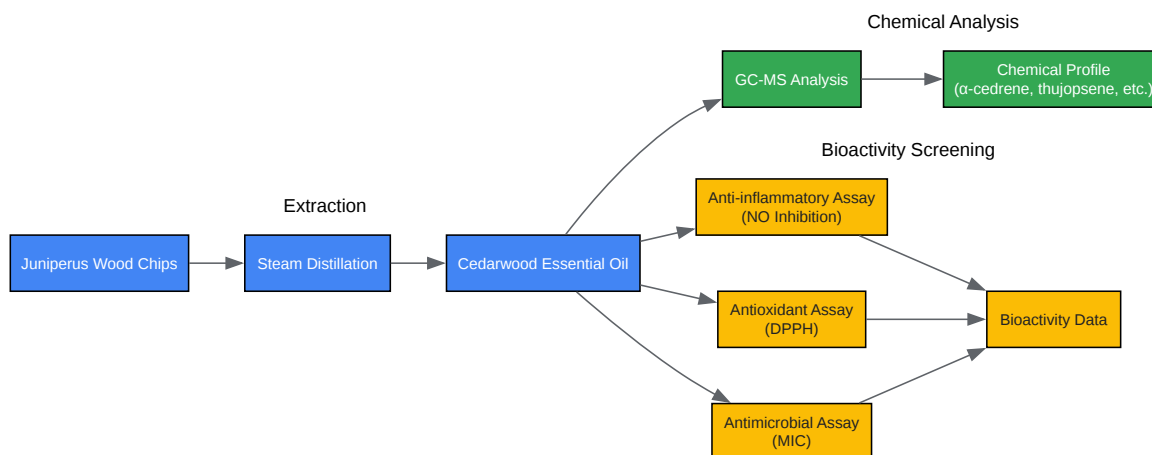 Chemical Analysis
GC-MS Analysis
Chemical Profile
(α-cedrene, thujopsene, etc.)
Bioactivity Screening
Anti-inflammatory Assay
(NO Inhibition)
Extraction
Juniperus Wood Chips
Steam Distillation
Cedarwood Essential Oil
Antioxidant Assay
(DPPH)
Bioactivity Data
Antimicrobial Assay
(MIC)